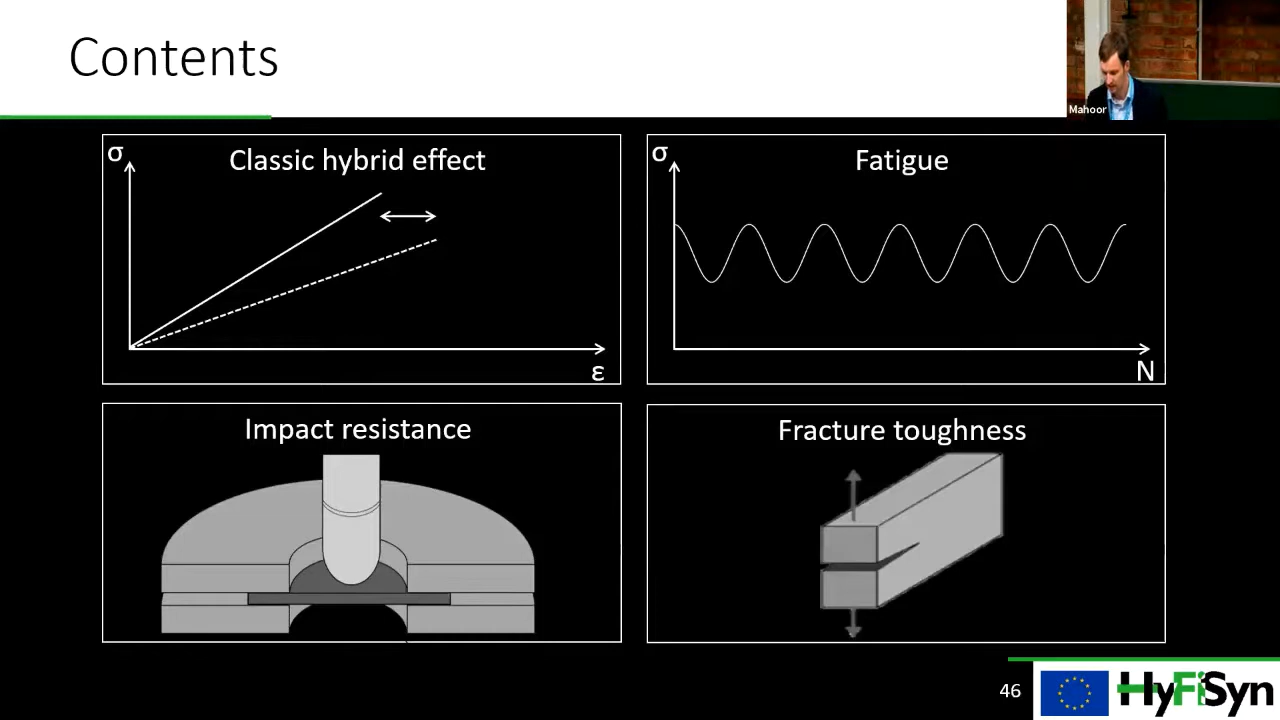 Contents
Mahoor
σ
Classic hybrid effect
ε
σ
Fatigue
N
Impact resistance
Fracture toughness
46
HyFiSyn